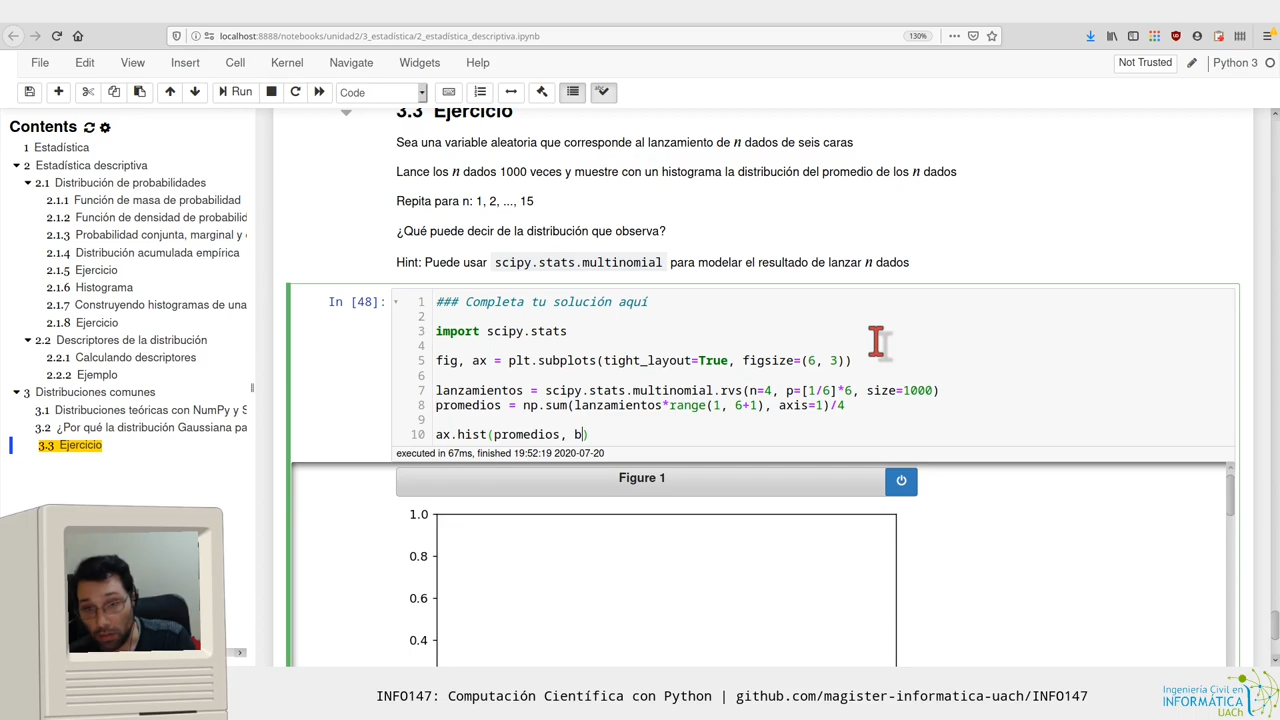 localhost:8888/notebooks/unidad2/3_estadística/2_estadística_descriptiva.ipynb
130%
File Edit View Insert Cell Kernel Navigate Widgets Help
Not Trusted
Python 3
Run
Code
Contents
1 Estadística
2 Estadística descriptiva
2.1 Distribución de probabilidades
2.1.1 Función de masa de probabilidad
2.1.2 Función de densidad de probabilid
2.1.3 Probabilidad conjunta, marginal y
2.1.4 Distribución acumulada empírica
2.1.5 Ejercicio
2.1.6 Histograma
2.1.7 Construyendo histogramas de una
2.1.8 Ejercicio
2.2 Descriptores de la distribución
2.2.1 Calculando descriptores
2.2.2 Ejemplo
3 Distribuciones comunes
3.1 Distribuciones teóricas con NumPy y S
3.2 ¿Por qué la distribución Gaussiana pa
3.3 Ejercicio
3.3 Ejercicio
Sea una variable aleatoria que corresponde al lanzamiento de n dados de seis caras
Lance los n dados 1000 veces y muestre con un histograma la distribución del promedio de los n dados
Repita para n: 1, 2, ..., 15
¿Qué puede decir de la distribución que observa?
Hint: Puede usar scipy.stats.multinomial para modelar el resultado de lanzar n dados
In [48]:
1 ### Completa tu solución aquí
2
3 import scipy.stats
4
5 fig, ax = plt.subplots(tight_layout=True, figsize=(6, 3))
6
7 lanzamientos = scipy.stats.multinomial.rvs(n=4, p=[1/6]*6, size=1000)
8 promedios = np.sum(lanzamientos*range(1, 6+1), axis=1)/4
9
10 ax.hist(promedios, b)
executed in 67ms, finished 19:52:19 2020-07-20
Figure 1
1.0
0.8
0.6
0.4
INFO147: Computación Científica con Python | github.com/magister-informatica-uach/INFO147
Ingeniería Civil en
INFORMÁTICA
UACh